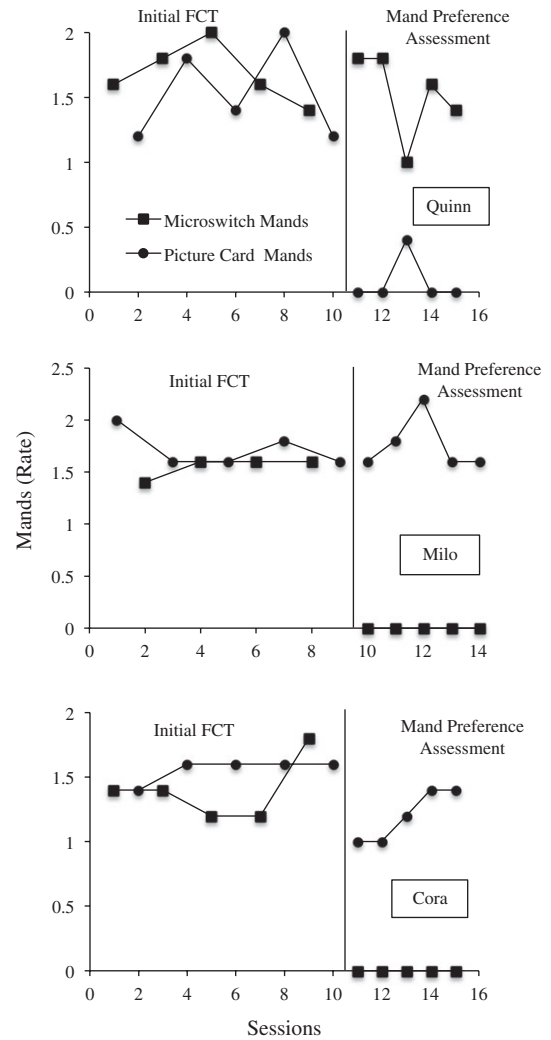 Initial FCT
Mand Preference
Assessment
2
1.5
1
0.5
0
Microswitch Mands
Picture Card Mands
Quinn
0 2 4 6 8 10 12 14 16
Mands (Rate)
2.5
2
1.5
1
0.5
0
Initial FCT
Mand Preference
Assessment
Milo
0 2 4 6 8 10 12 14
2
1.5
1
0.5
0
Initial FCT
Mand Preference
Assessment
Cora
0 2 4 6 8 10 12 14 16
Sessions